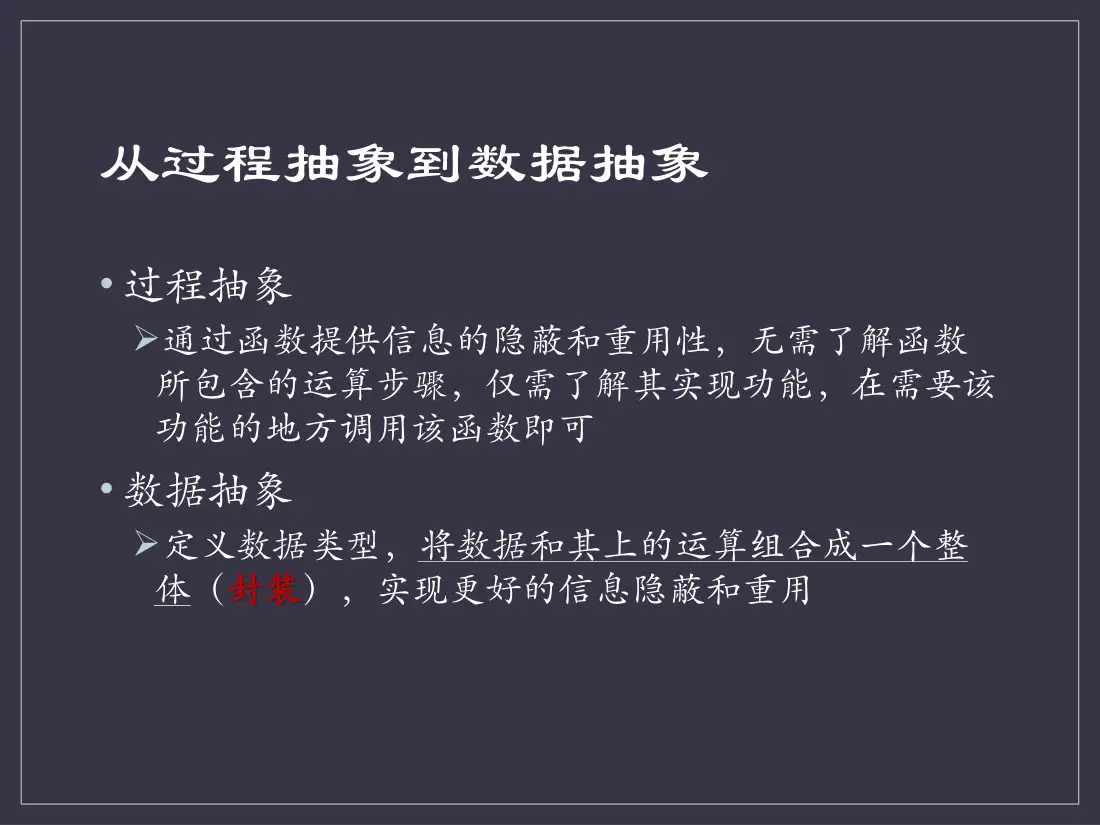 从过程抽象到数据抽象
• 过程抽象
➢通过函数提供信息的隐蔽和重用性，无需了解函数
所包含的运算步骤，仅需了解其实现功能，在需要该
功能的地方调用该函数即可
• 数据抽象
➢定义数据类型，将数据和其上的运算组合成一个整
体（封装），实现更好的信息隐蔽和重用